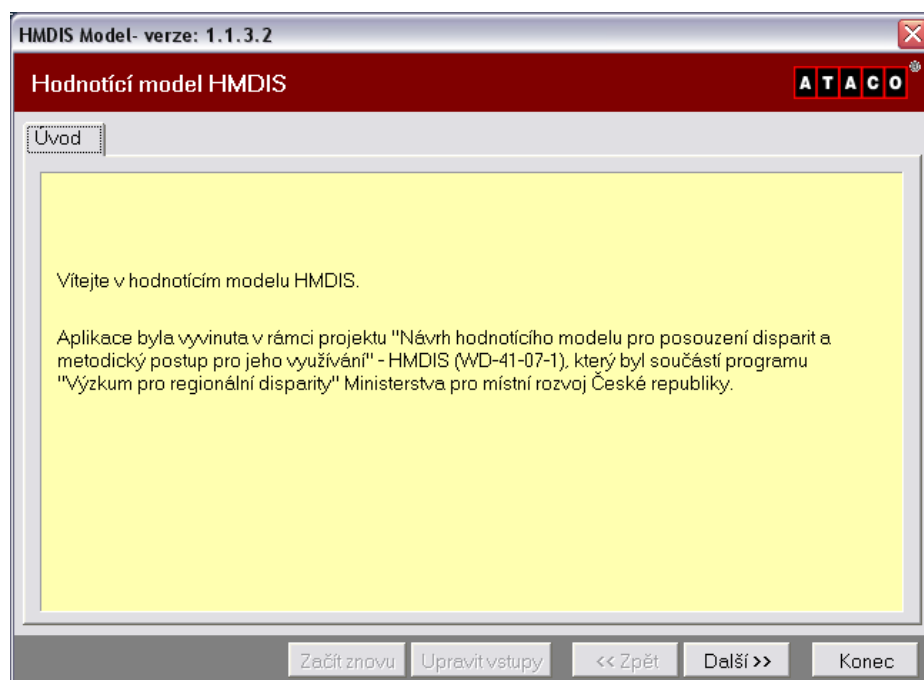 HMDIS Model- verze: 1.1.3.2
Hodnotící model HMDIS
ATACO
Úvod
Vítejte v hodnotícím modelu HMDIS.
Aplikace byla vyvinuta v rámci projektu "Návrh hodnotícího modelu pro posouzení disparit a
metodický postup pro jeho využívání" - HMDIS (WD-41-07-1), který byl součástí programu
"Výzkum pro regionální disparity" Ministerstva pro místní rozvoj České republiky.
Začít znovu Upravit vstupy << Zpět Další >> Konec